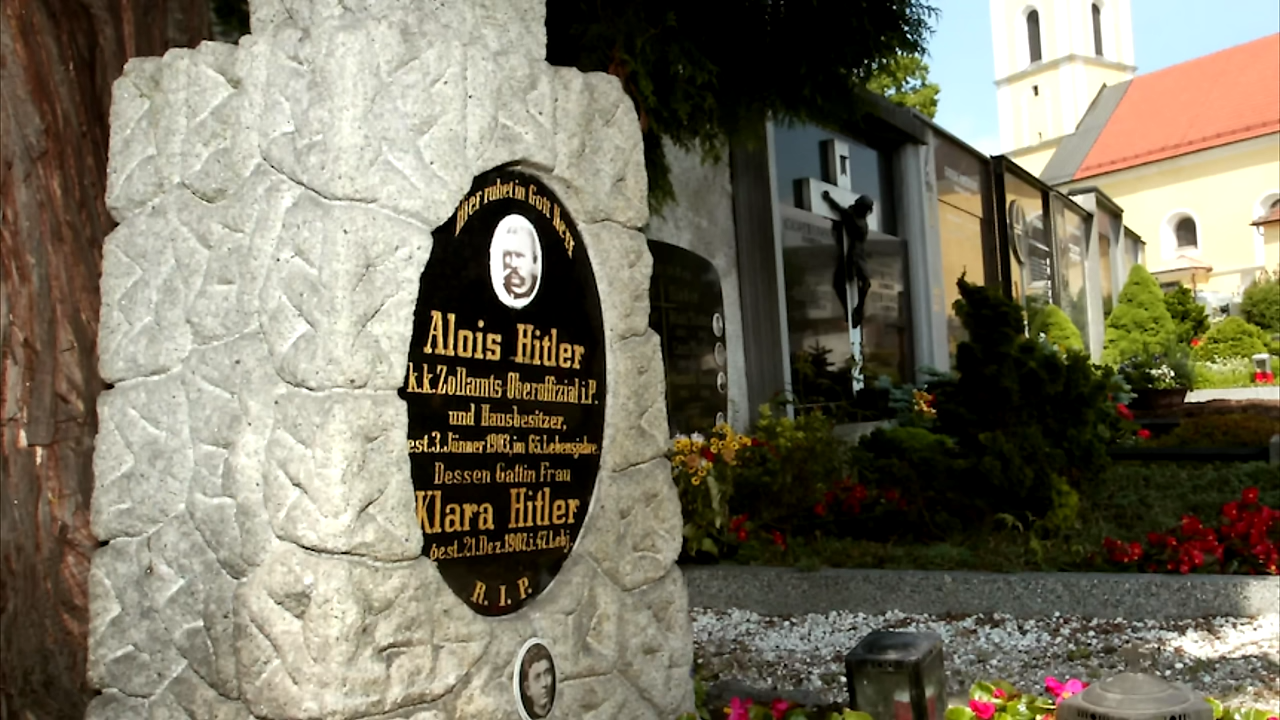 Hier ruhet in Gott Herr
Alois Hitler
k.k.Zollamts-Oberoffizial i.P.
und Hausbesitzer,
gest.3.Jänner 1903,im 65.Lebensjahre.
Dessen Gattin Frau
Klara Hitler
gest.21.Dez.1907.i.47.Lebj.
R. I. P.